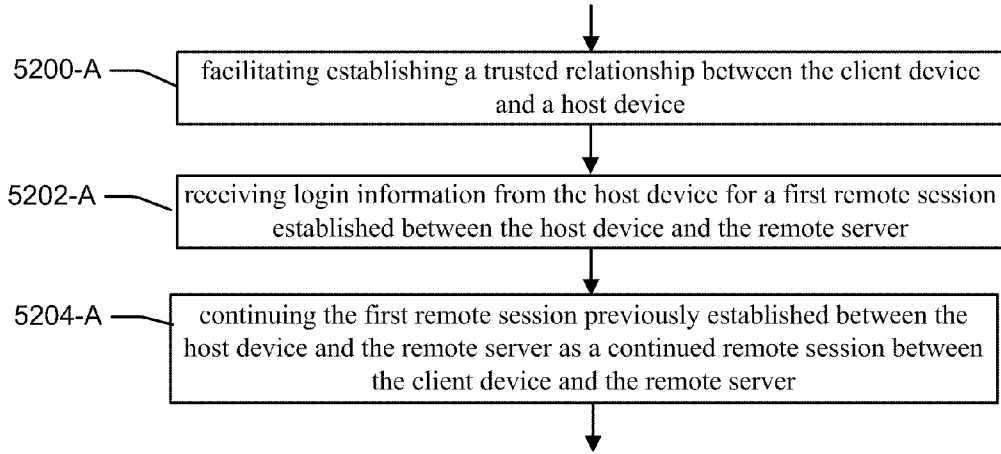 5200-A
facilitating establishing a trusted relationship between the client device
and a host device
5202-A
receiving login information from the host device for a first remote session
established between the host device and the remote server
5204-A
continuing the first remote session previously established between the
host device and the remote server as a continued remote session between
the client device and the remote server